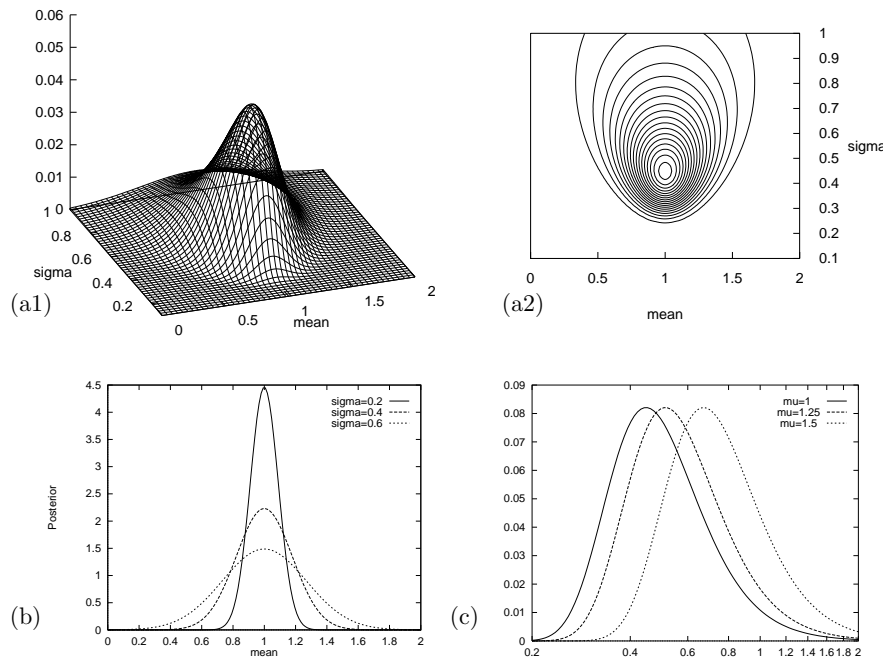 0.06
0.05
0.04
0.03
0.02
0.01
0
1
0.8
0.6
0.4
0.2
sigma
0
0.5
1
1.5
2
mean
(a1)
1
0.9
0.8
0.7
0.6
0.5
0.4
0.3
0.2
0.1
sigma
0
0.5
1
1.5
2
mean
(a2)
4.5
4
3.5
3
2.5
2
1.5
1
0.5
0
Posterior
sigma=0.2
sigma=0.4
sigma=0.6
0 0.2 0.4 0.6 0.8 1 1.2 1.4 1.6 1.8 2
mean
(b)
0.09
0.08
0.07
0.06
0.05
0.04
0.03
0.02
0.01
0
mu=1
mu=1.25
mu=1.5
0.2 0.4 0.6 0.8 1 1.2 1.4 1.6 1.8 2
(c)